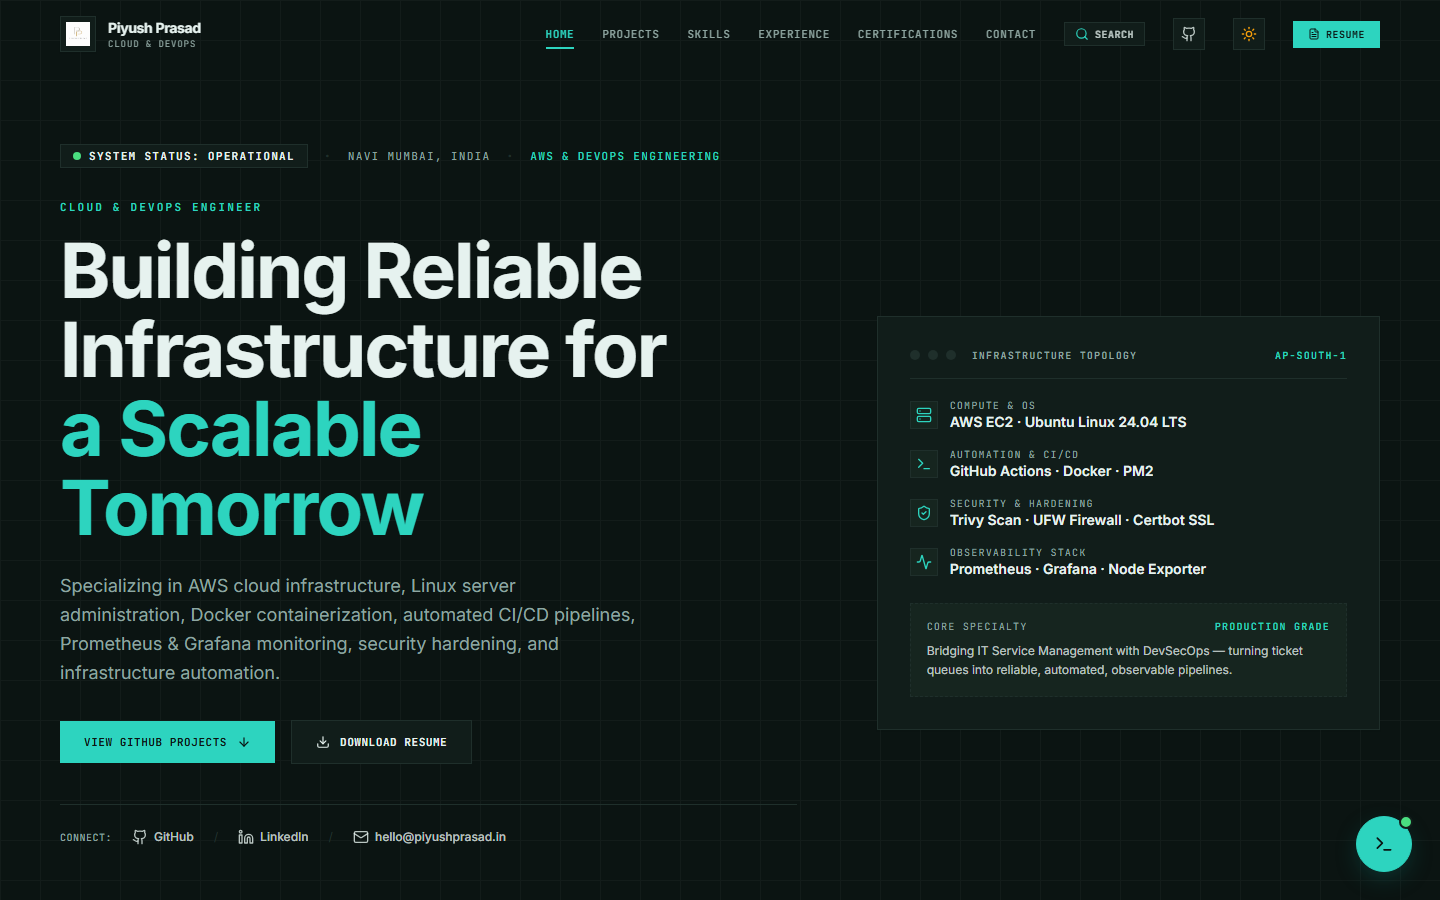 Piyush Prasad
CLOUD & DEVOPS
HOME
PROJECTS
SKILLS
EXPERIENCE
CERTIFICATIONS
CONTACT
SEARCH
RESUME
SYSTEM STATUS: OPERATIONAL · NAVI MUMBAI, INDIA · AWS & DEVOPS ENGINEERING
CLOUD & DEVOPS ENGINEER
Building Reliable
Infrastructure for
a Scalable
Tomorrow
Specializing in AWS cloud infrastructure, Linux server
administration, Docker containerization, automated CI/CD pipelines,
Prometheus & Grafana monitoring, security hardening, and
infrastructure automation.
VIEW GITHUB PROJECTS
DOWNLOAD RESUME
CONNECT: GitHub / LinkedIn / hello@piyushprasad.in
INFRASTRUCTURE TOPOLOGY
AP-SOUTH-1
COMPUTE & OS
AWS EC2 · Ubuntu Linux 24.04 LTS
AUTOMATION & CI/CD
GitHub Actions · Docker · PM2
SECURITY & HARDENING
Trivy Scan · UFW Firewall · Certbot SSL
OBSERVABILITY STACK
Prometheus · Grafana · Node Exporter
CORE SPECIALTY
PRODUCTION GRADE
Bridging IT Service Management with DevSecOps — turning ticket
queues into reliable, automated, observable pipelines.